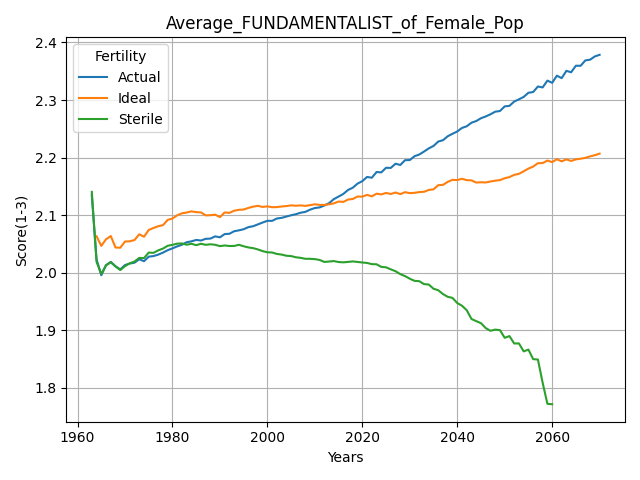 Average_FUNDAMENTALIST_of_Female_Pop
Fertility
Actual
Ideal
Sterile
Score(1-3)
2.4
2.3
2.2
2.1
2.0
1.9
1.8
1960 1980 2000 2020 2040 2060
Years